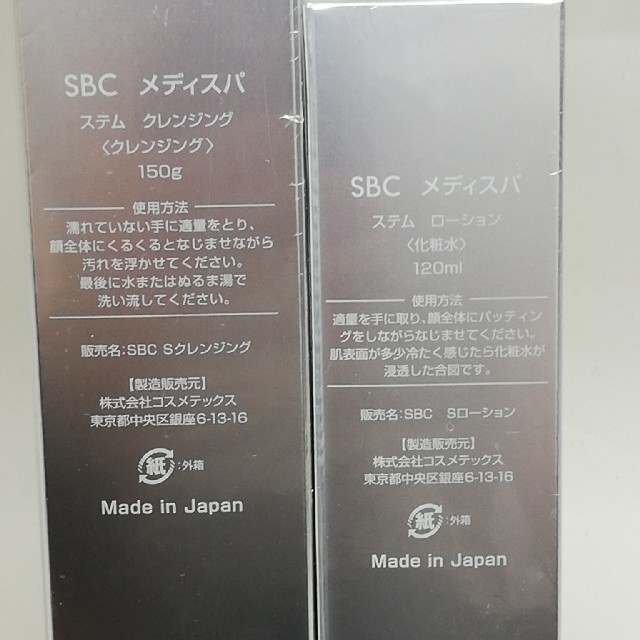 SBC メディスパ
ステム クレンジング
〈クレンジング〉
150g
使用方法
濡れていない手に適量をとり、
顔全体にくるくるとなじませながら
汚れを浮かせてください。
最後に水またはぬるま湯で
洗い流してください。
販売名:SBC Sクレンジング
【製造販売元】
株式会社コスメテックス
東京都中央区銀座6-13-16
紙:外箱
Made in Japan
SBC メディスパ
ステム ローション
〈化粧水〉
120ml
使用方法
適量を手に取り、顔全体にパッティン
グをしながらなじませてください。
肌表面が多少冷たく感じたら化粧水が
浸透した合図です。
販売名:SBC Sローション
【製造販売元】
株式会社コスメテックス
東京都中央区銀座6-13-16
紙:外箱
Made in Japan